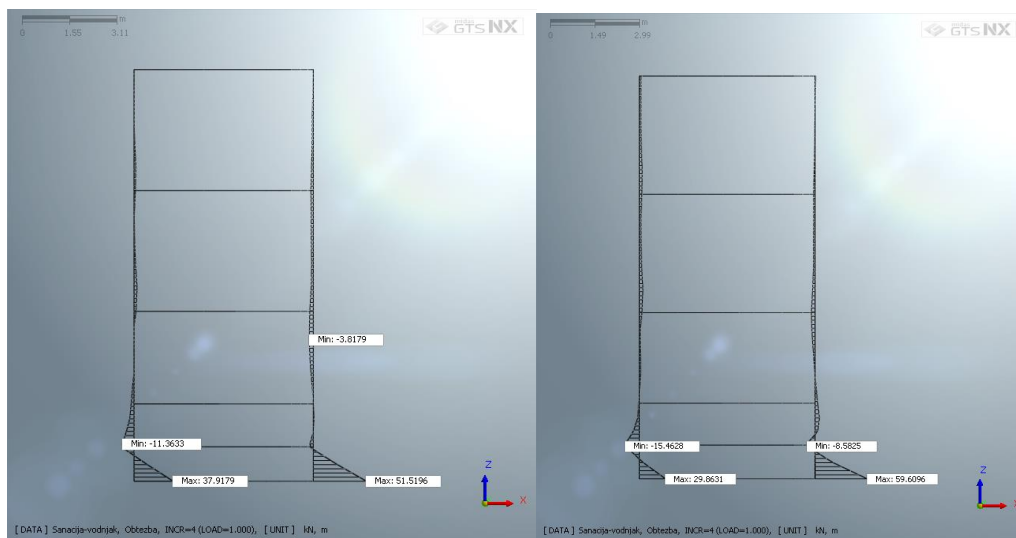 m
0 1.55 3.11
GTS NX
Min: -3.8179
Min: -11.3633
Max: 37.9179
Max: 51.5196
Z
X
[ DATA ] Sanacija-vodnjak, Obtezba, INCR=4 (LOAD=1.000), [ UNIT ] kN, m
m
0 1.49 2.99
GTS NX
Min: -15.4628
Min: -8.5825
Max: 29.8631
Max: 59.6096
Z
X
[ DATA ] Sanacija-vodnjak, Obtezba, INCR=4 (LOAD=1.000), [ UNIT ] kN, m